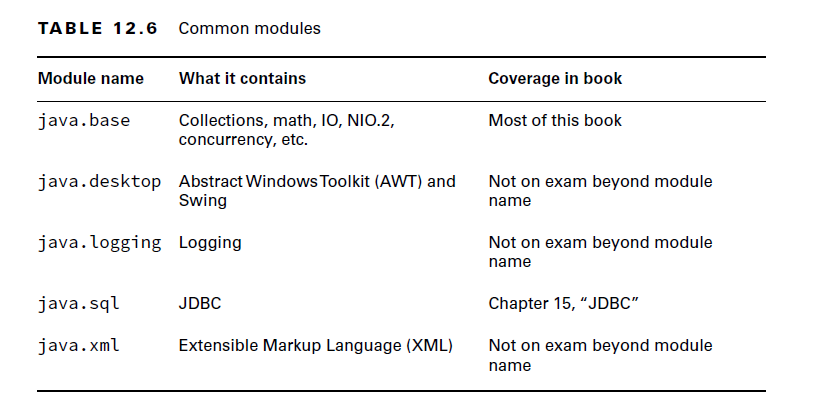 TABLE 12.6 Common modules
Module name What it contains Coverage in book
java.base Collections, math, IO, NIO.2, Most of this book
concurrency, etc.
java.desktop Abstract Windows Toolkit (AWT) and Not on exam beyond module
Swing name
java.logging Logging Not on exam beyond module
name
java.sql JDBC Chapter 15, “JDBC”
java.xml Extensible Markup Language (XML) Not on exam beyond module
name